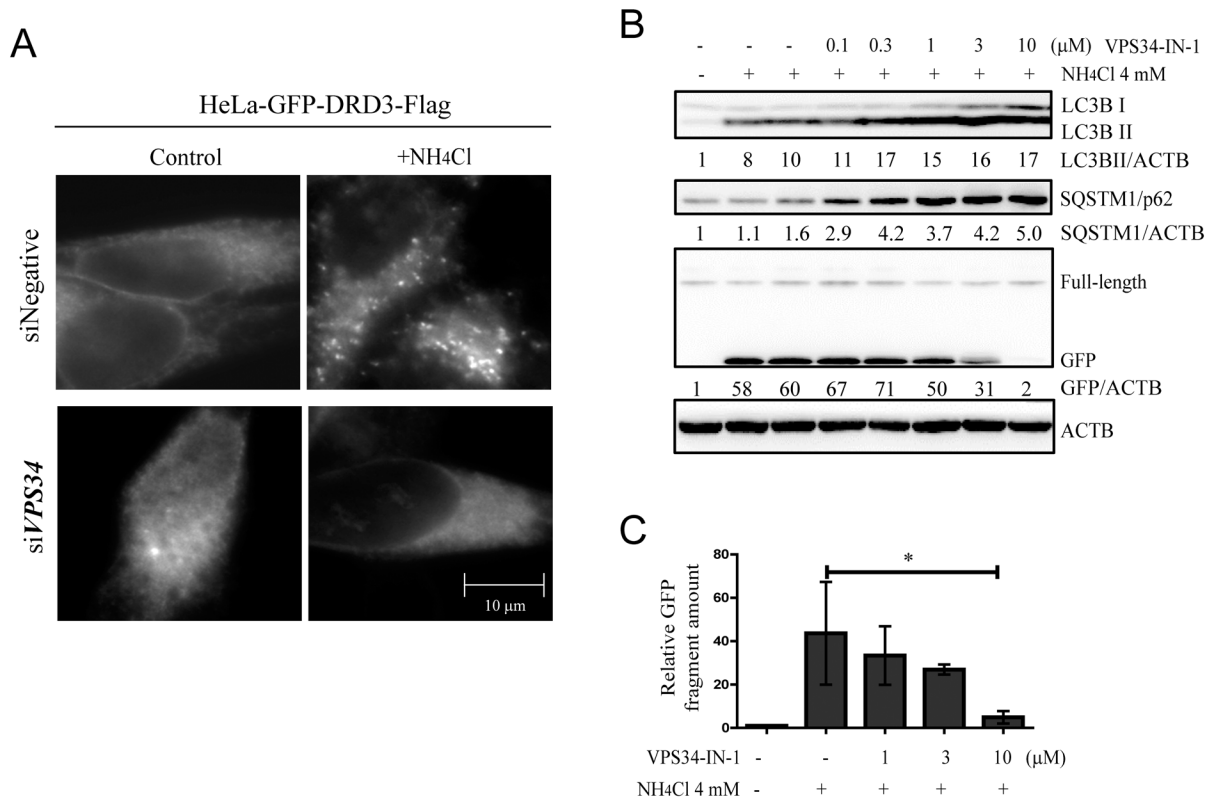 A
HeLa-GFP-DRD3-Flag
Control +NH4Cl
siNegative
siVPS34
10 μm
B
- - - 0.1 0.3 1 3 10 (μM) VPS34-IN-1
- + + + + + + + NH4Cl 4 mM
LC3B I
LC3B II
1 8 10 11 17 15 16 17 LC3BII/ACTB
SQSTM1/p62
1 1.1 1.6 2.9 4.2 3.7 4.2 5.0 SQSTM1/ACTB
Full-length
GFP
1 58 60 67 71 50 31 2 GFP/ACTB
ACTB
C
Relative GFP
fragment amount
80
60
40
20
0
*
VPS34-IN-1 - - 1 3 10 (μM)
NH4Cl 4 mM - + + + +